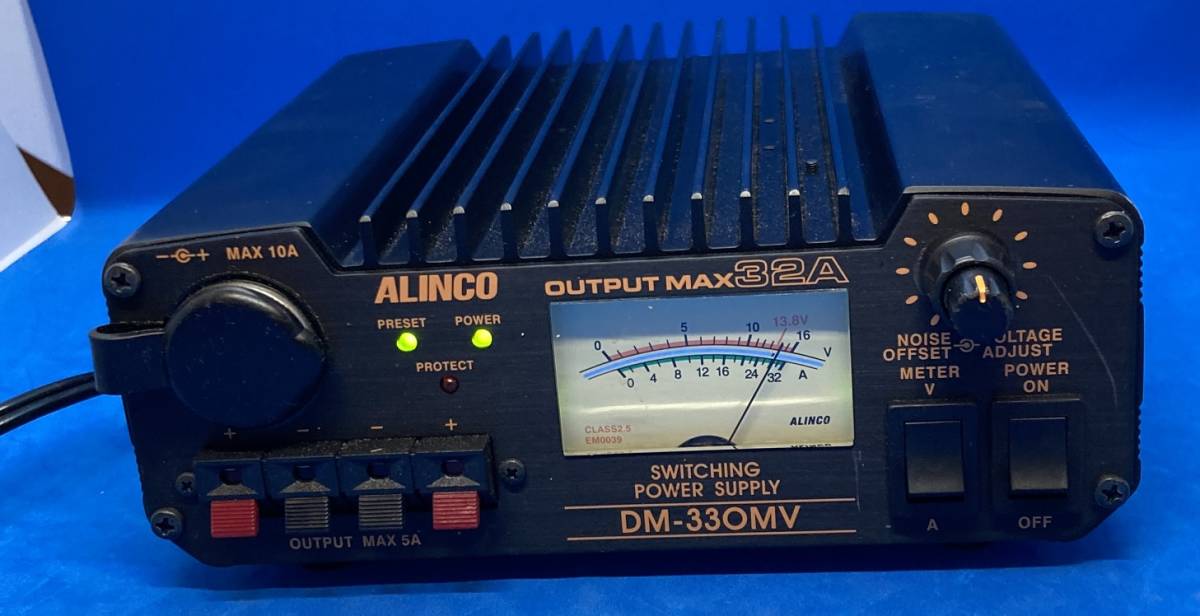 MAX 10A
ALINCO
OUTPUT MAX 32A
PRESET POWER
PROTECT
13.8V
0 5 10 16 V
0 4 8 12 16 24 32 A
CLASS2.5
EM0039
ALINCO
NOISE OFFSET
VOLTAGE ADJUST
METER
V
A
POWER
ON
OFF
+ − − +
OUTPUT MAX 5A
SWITCHING
POWER SUPPLY
DM-330MV